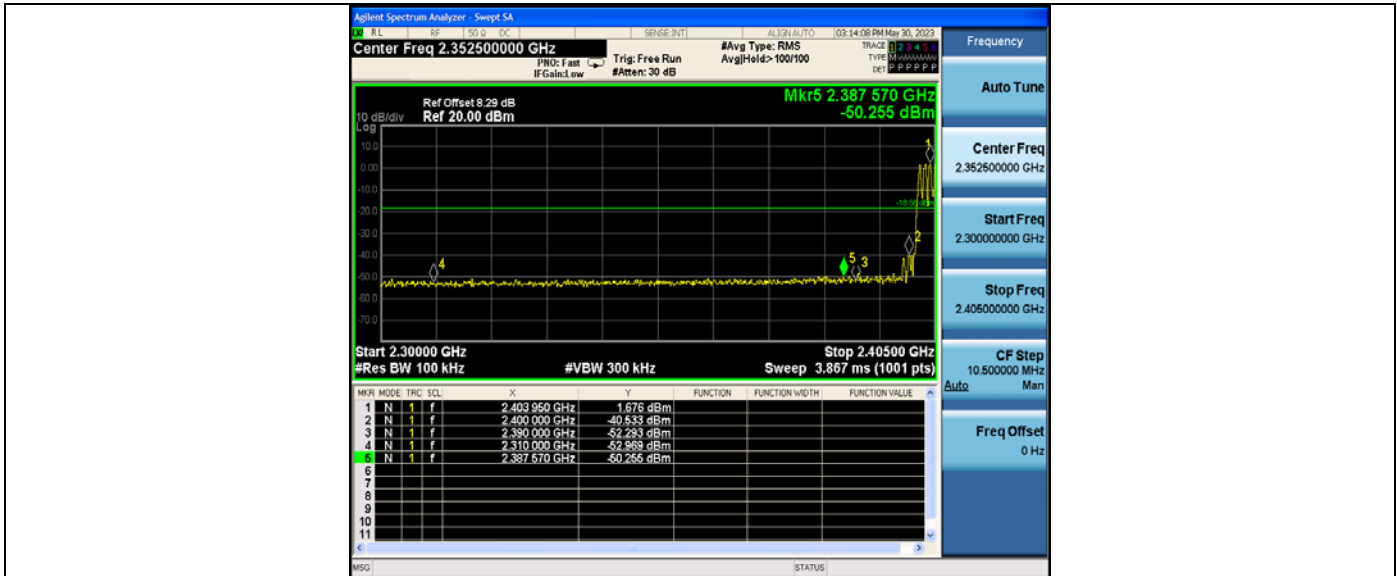 Agilent Spectrum Analyzer - Swept SA
RL RF 50 Ω DC SENSE:INT ALIGN AUTO 03:14:08 PM May 30, 2023
Center Freq 2.352500000 GHz
PNO: Fast
IFGain:Low
Trig: Free Run
#Atten: 30 dB
#Avg Type: RMS
Avg|Hold:>100/100
TRACE 1 2 3 4 5 6
TYPE M
DET P P P P P P
Mkr5 2.387 570 GHz
-50.255 dBm
Ref Offset 8.29 dB
10 dB/div Ref 20.00 dBm
Log
10.0
0.00
-10.0
-20.0
-30.0
-40.0
-50.0
-60.0
-70.0
1
2
3
4
5
Start 2.30000 GHz Stop 2.40500 GHz
#Res BW 100 kHz #VBW 300 kHz Sweep 3.867 ms (1001 pts)
MKR MODE TRC SCL X Y FUNCTION FUNCTION WIDTH FUNCTION VALUE
1 N 1 f 2.403 950 GHz 1.676 dBm
2 N 1 f 2.400 000 GHz -40.533 dBm
3 N 1 f 2.390 000 GHz -52.293 dBm
4 N 1 f 2.310 000 GHz -52.969 dBm
5 N 1 f 2.387 570 GHz -50.255 dBm
6
7
8
9
10
11
MSG STATUS
Frequency
Auto Tune
Center Freq
2.352500000 GHz
Start Freq
2.300000000 GHz
Stop Freq
2.405000000 GHz
CF Step
10.500000 MHz
Auto Man
Freq Offset
0 Hz